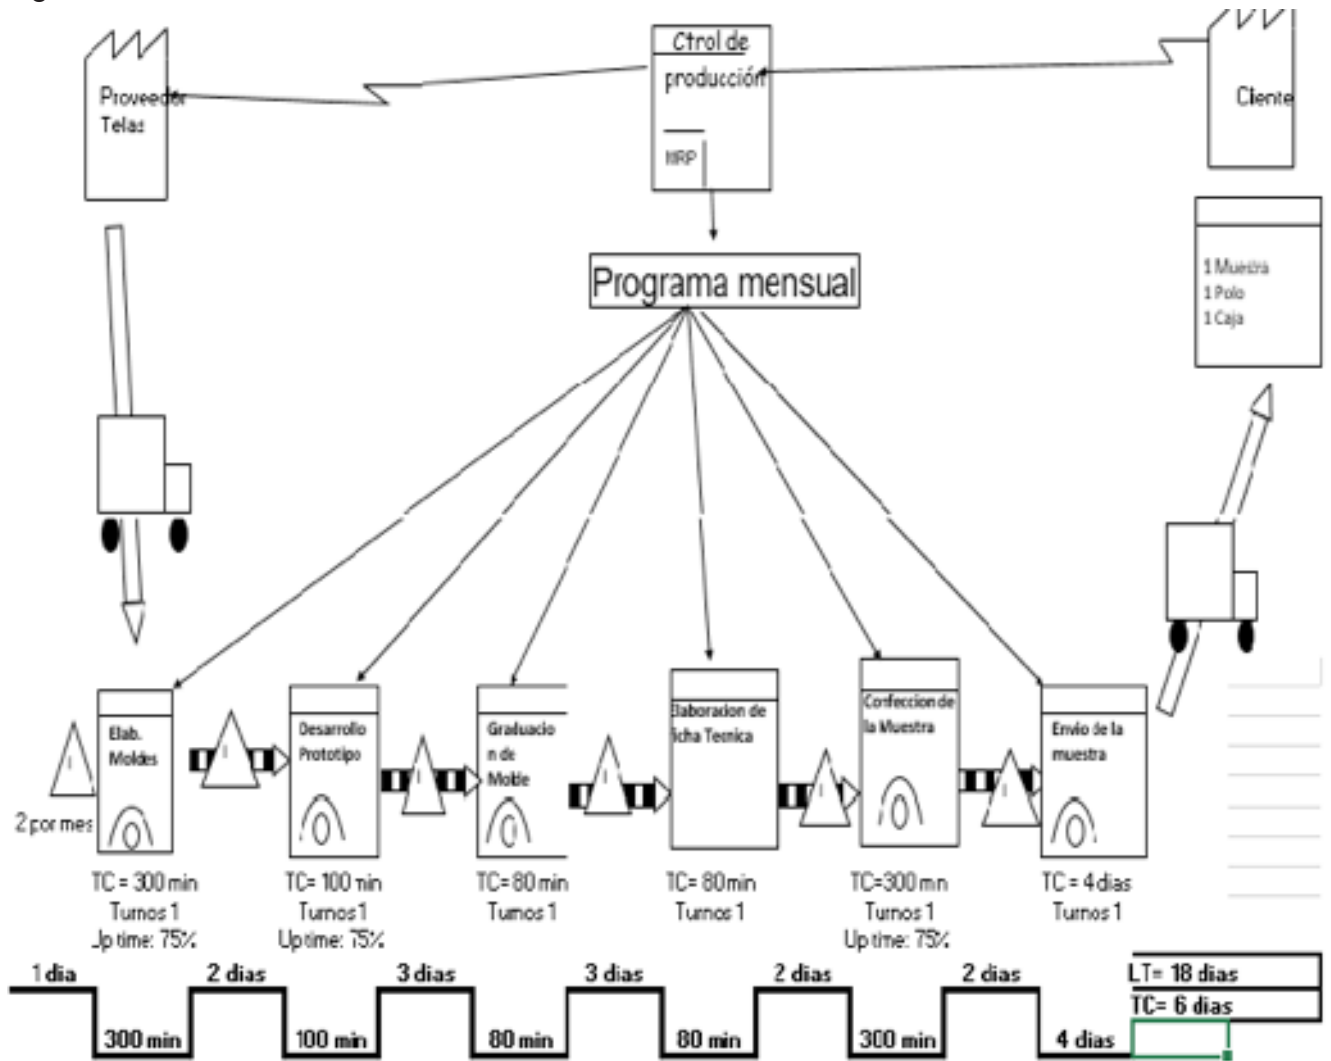 Ctrol de
producción
MRP
Proveedor
Telas
Cliente
1 Muestra
1 Polo
1 Caja
Programa mensual
Elab.
Moldes
Desarrollo
Prototipo
Graduacio
n de
Molde
Elaboracion de
ficha Tecnica
Confeccion de
la Muestra
Envio de la
muestra
I
I
I
I
I
I
2 por mes
TC = 300 min
Turnos 1
Up time: 75%
TC= 100 min
Turnos 1
Up time: 75%
TC= 80 min
Turnos 1
TC= 80min
Turnos 1
TC=300 min
Turnos 1
Up time: 75%
TC = 4 dias
Turnos 1
1 dia
2 dias
3 dias
3 dias
2 dias
2 dias
LT= 18 dias
TC= 6 dias
300 min
100 min
80 min
80 min
300 min
4 dias